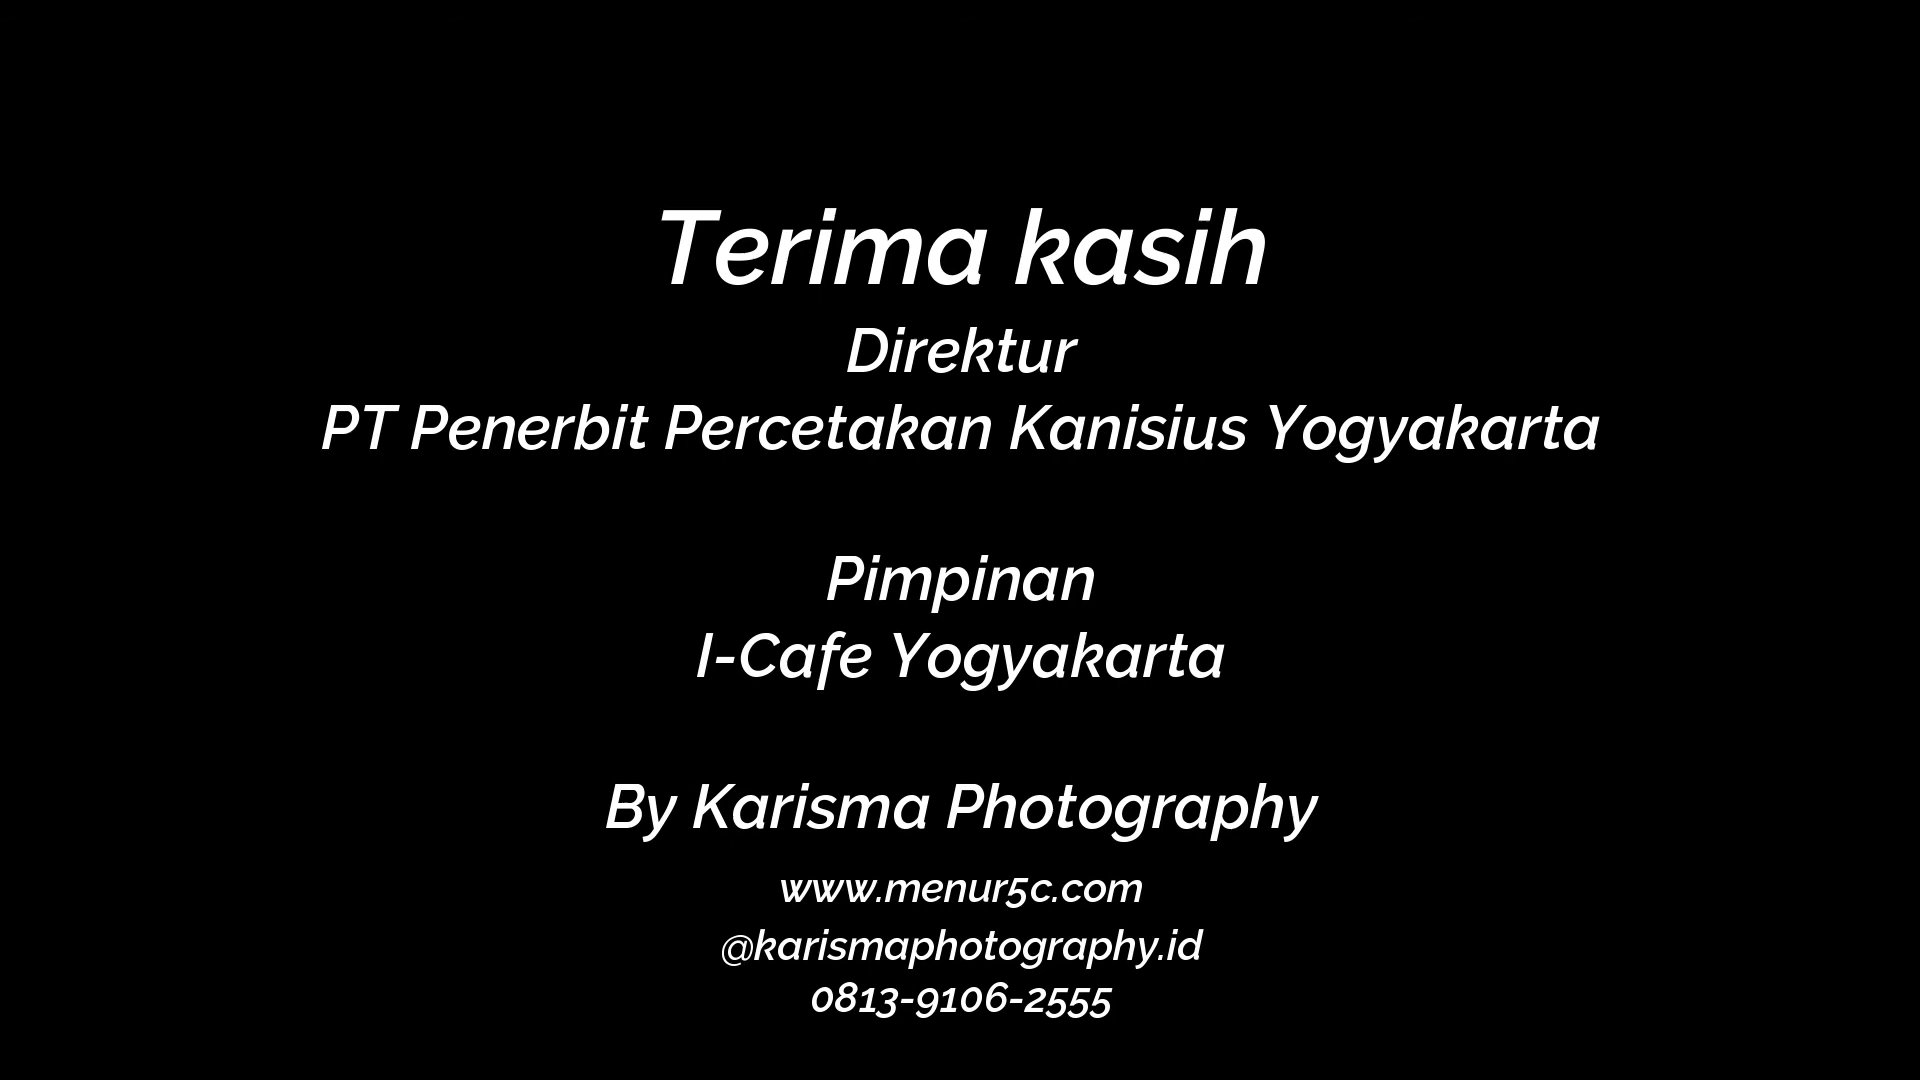 Terima kasih
Direktur
PT Penerbit Percetakan Kanisius Yogyakarta
Pimpinan
I-Cafe Yogyakarta
By Karisma Photography
www.menur5c.com
@karismaphotography.id
0813-9106-2555